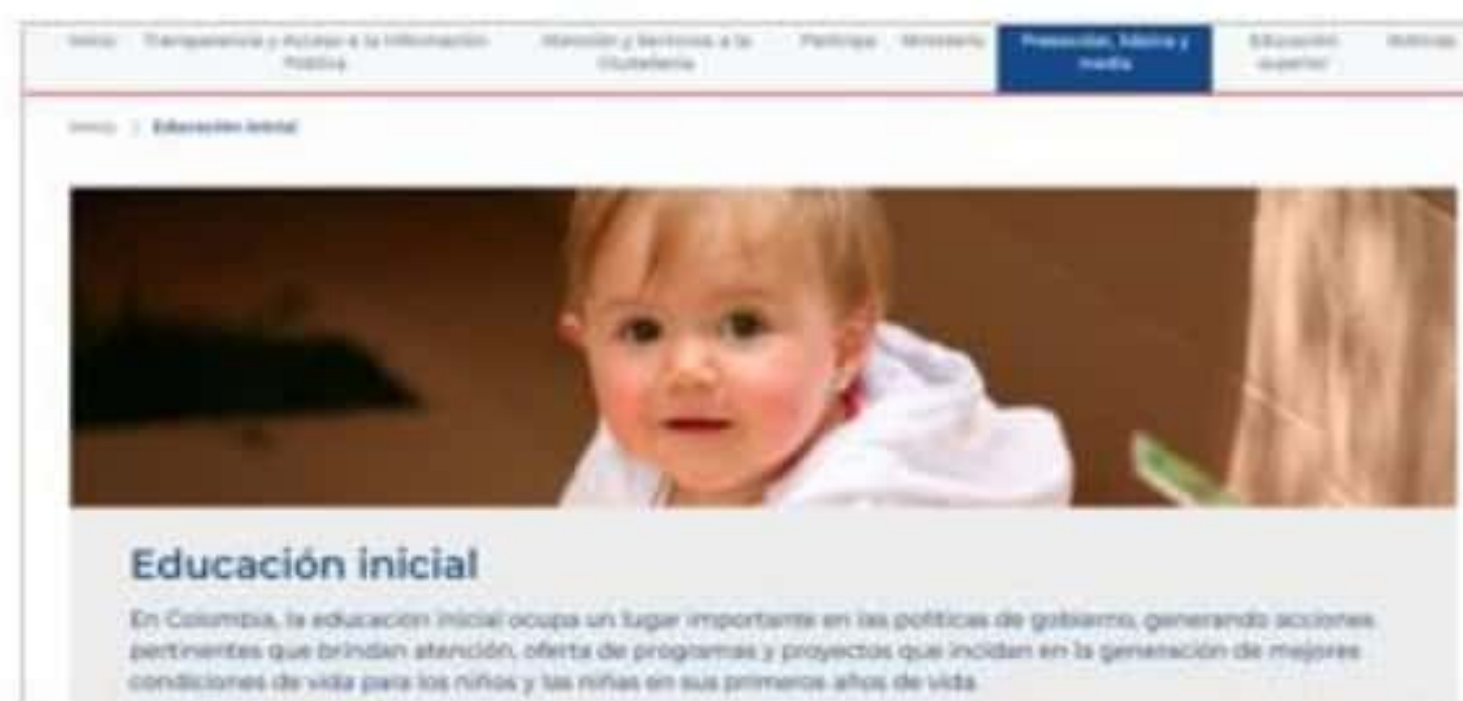 Inicio Transparencia y Acceso a la Información Pública Atención y Servicios a la Ciudadanía Participa Ministerio Preescolar, básica y media Educación superior Noticias
Inicio | Educación inicial
Educación inicial
En Colombia, la educación inicial ocupa un lugar importante en las políticas de gobierno, generando acciones
pertinentes que brindan atención, oferta de programas y proyectos que incidan en la generación de mejores
condiciones de vida para los niños y las niñas en sus primeros años de vida